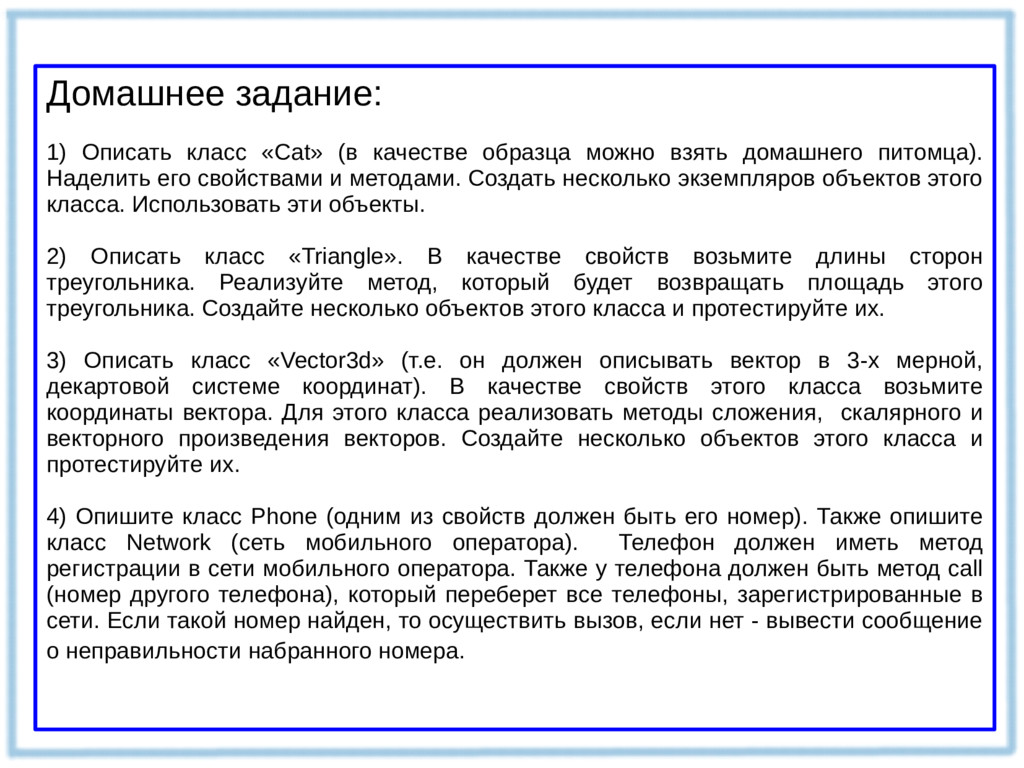 Домашнее задание:
1) Описать класс «Cat» (в качестве образца можно взять домашнего питомца).
Наделить его свойствами и методами. Создать несколько экземпляров объектов этого
класса. Использовать эти объекты.
2) Описать класс «Triangle». В качестве свойств возьмите длины сторон
треугольника. Реализуйте метод, который будет возвращать площадь этого
треугольника. Создайте несколько объектов этого класса и протестируйте их.
3) Описать класс «Vector3d» (т.е. он должен описывать вектор в 3-х мерной,
декартовой системе координат). В качестве свойств этого класса возьмите
координаты вектора. Для этого класса реализовать методы сложения, скалярного и
векторного произведения векторов. Создайте несколько объектов этого класса и
протестируйте их.
4) Опишите класс Phone (одним из свойств должен быть его номер). Также опишите
класс Network (сеть мобильного оператора). Телефон должен иметь метод
регистрации в сети мобильного оператора. Также у телефона должен быть метод call
(номер другого телефона), который переберет все телефоны, зарегистрированные в
сети. Если такой номер найден, то осуществить вызов, если нет - вывести сообщение
о неправильности набранного номера.